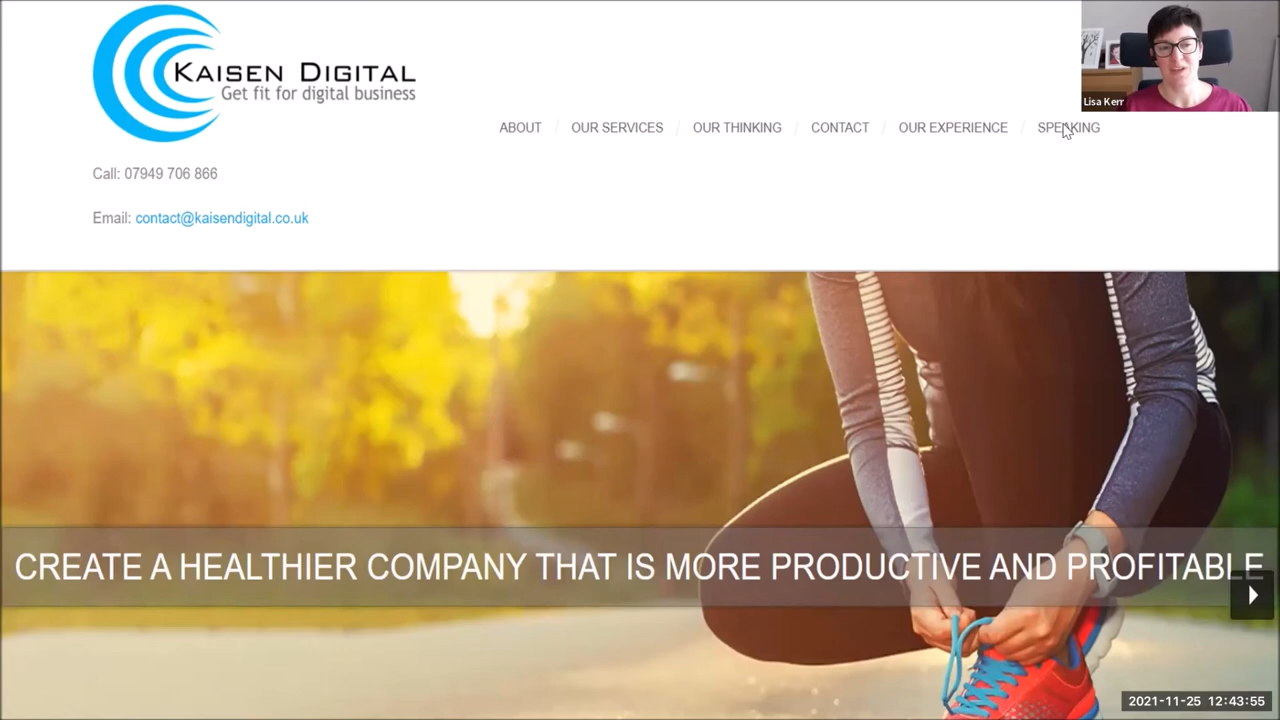 KAISEN DIGITAL
Get fit for digital business
Lisa Kerr
ABOUT / OUR SERVICES / OUR THINKING / CONTACT / OUR EXPERIENCE / SPEAKING
Call: 07949 706 866
Email: contact@kaisendigital.co.uk
CREATE A HEALTHIER COMPANY THAT IS MORE PRODUCTIVE AND PROFITABLE
2021-11-25 12:43:55